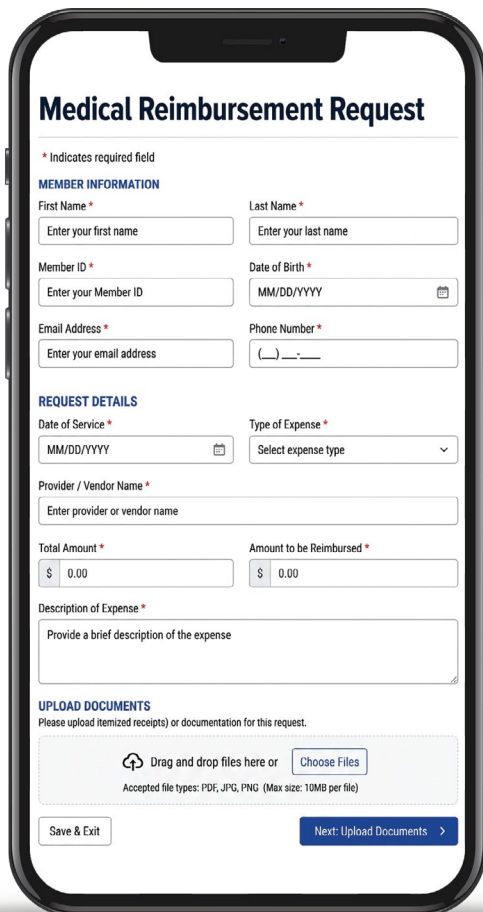 Medical Reimbursement Request
* Indicates required field
MEMBER INFORMATION
First Name *
Last Name *
Enter your first name
Enter your last name
Member ID *
Date of Birth *
Enter your Member ID
MM/DD/YYYY
Email Address *
Phone Number *
Enter your email address
(__) __-___
REQUEST DETAILS
Date of Service *
Type of Expense *
MM/DD/YYYY
Select expense type
Provider / Vendor Name *
Enter provider or vendor name
Total Amount *
Amount to be Reimbursed *
$ 0.00
$ 0.00
Description of Expense *
Provide a brief description of the expense
UPLOAD DOCUMENTS
Please upload itemized receipts) or documentation for this request.
Drag and drop files here or
Choose Files
Accepted file types: PDF, JPG, PNG (Max size: 10MB per file)
Save & Exit
Next: Upload Documents